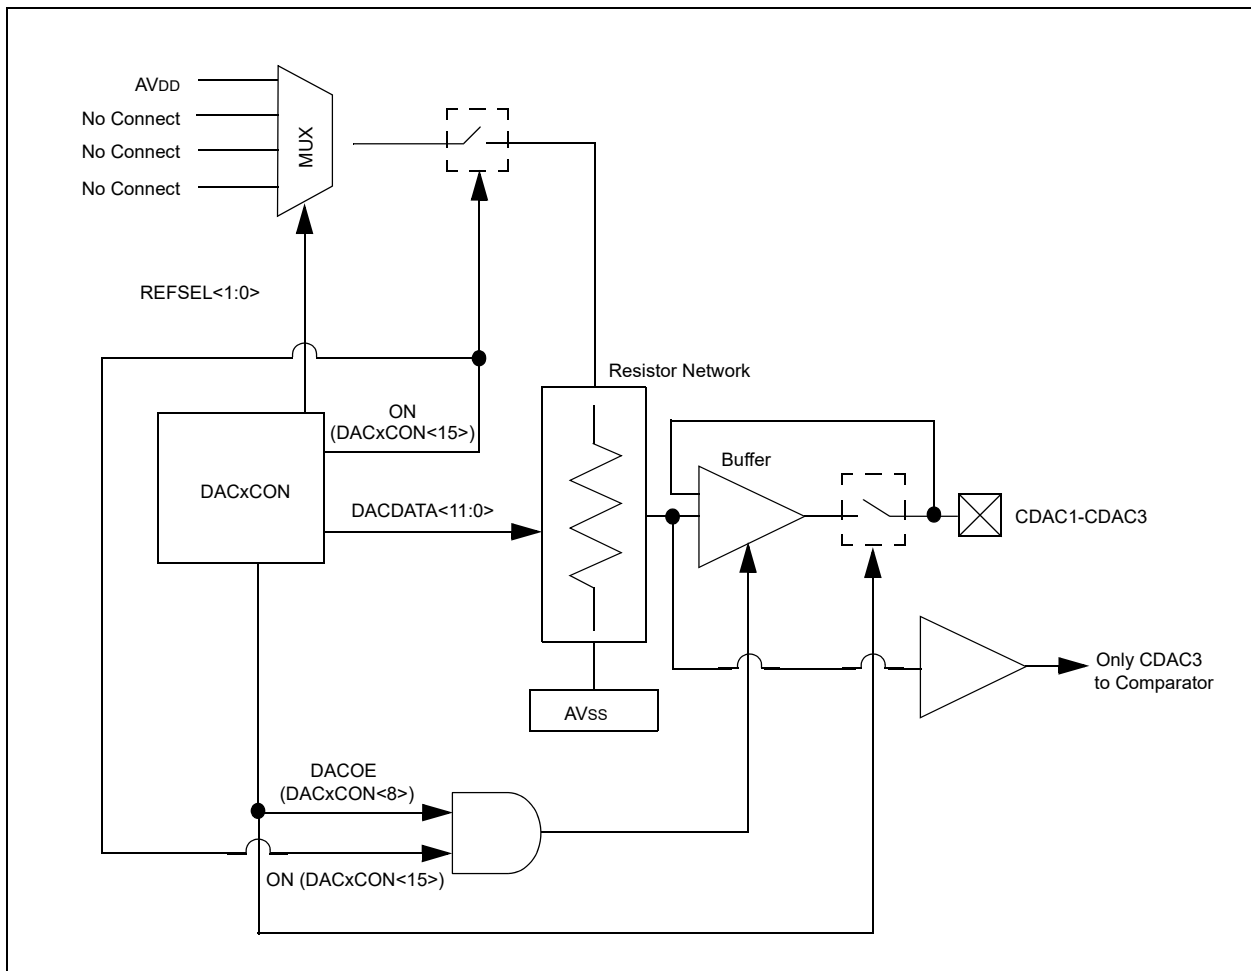 AVDD
No Connect
No Connect
No Connect
MUX
REFSEL<1:0>
Resistor Network
ON
(DACxCON<15>)
DACxCON
DACDATA<11:0>
Buffer
CDAC1-CDAC3
Only CDAC3
to Comparator
AVSS
DACOE
(DACxCON<8>)
ON (DACxCON<15>)